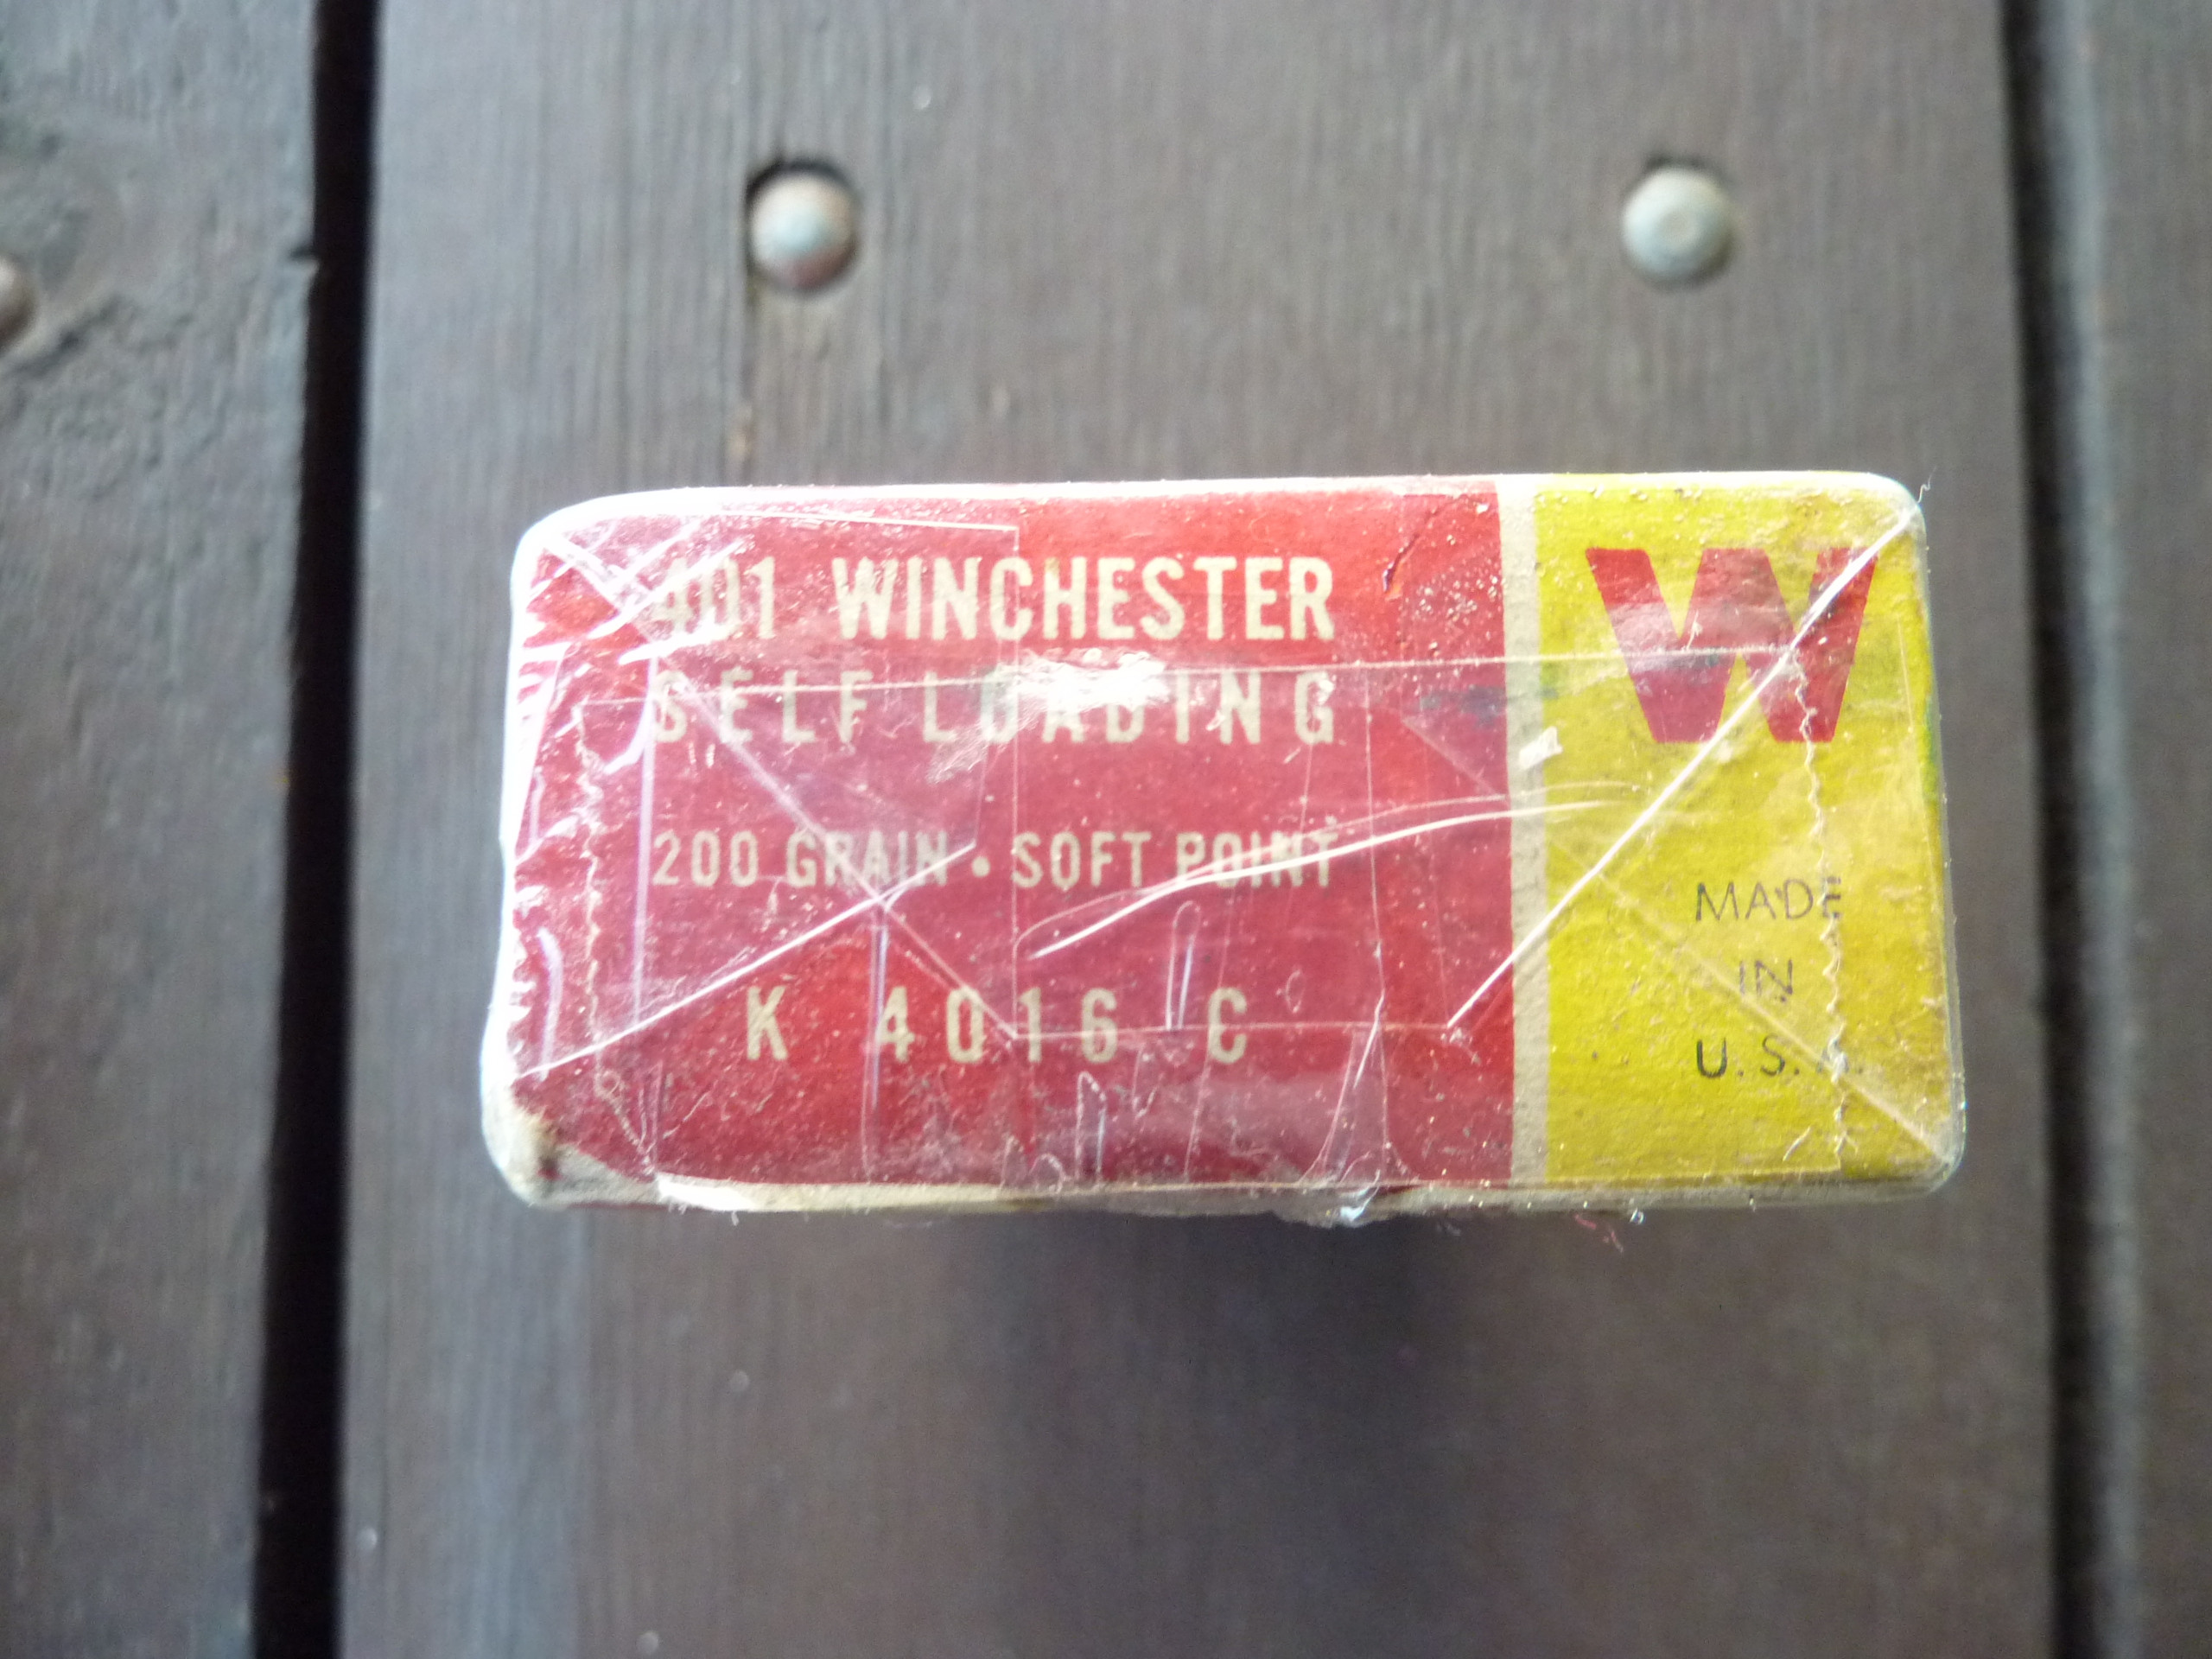 401 WINCHESTER
SELF LOADING
200 GRAIN • SOFT POINT
K 4016 C
W
MADE
IN
U.S.A.